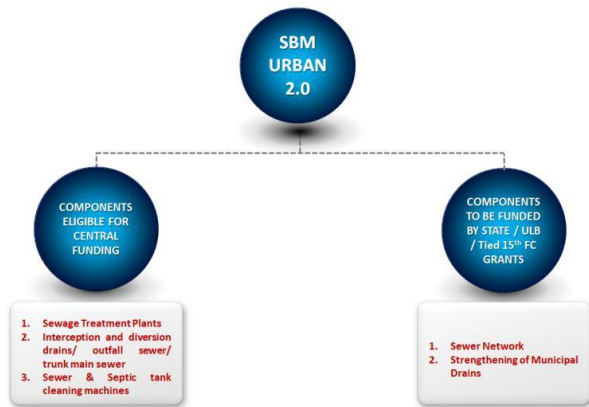 SBM
URBAN
2.0
COMPONENTS
ELIGIBLE FOR
CENTRAL
FUNDING
COMPONENTS
TO BE FUNDED
BY STATE / ULB
/ Tied 15th FC
GRANTS
1. Sewage Treatment Plants
2. Interception and diversion
drains/ outfall sewer/
trunk main sewer
3. Sewer & Septic tank
cleaning machines
1. Sewer Network
2. Strengthening of Municipal
Drains